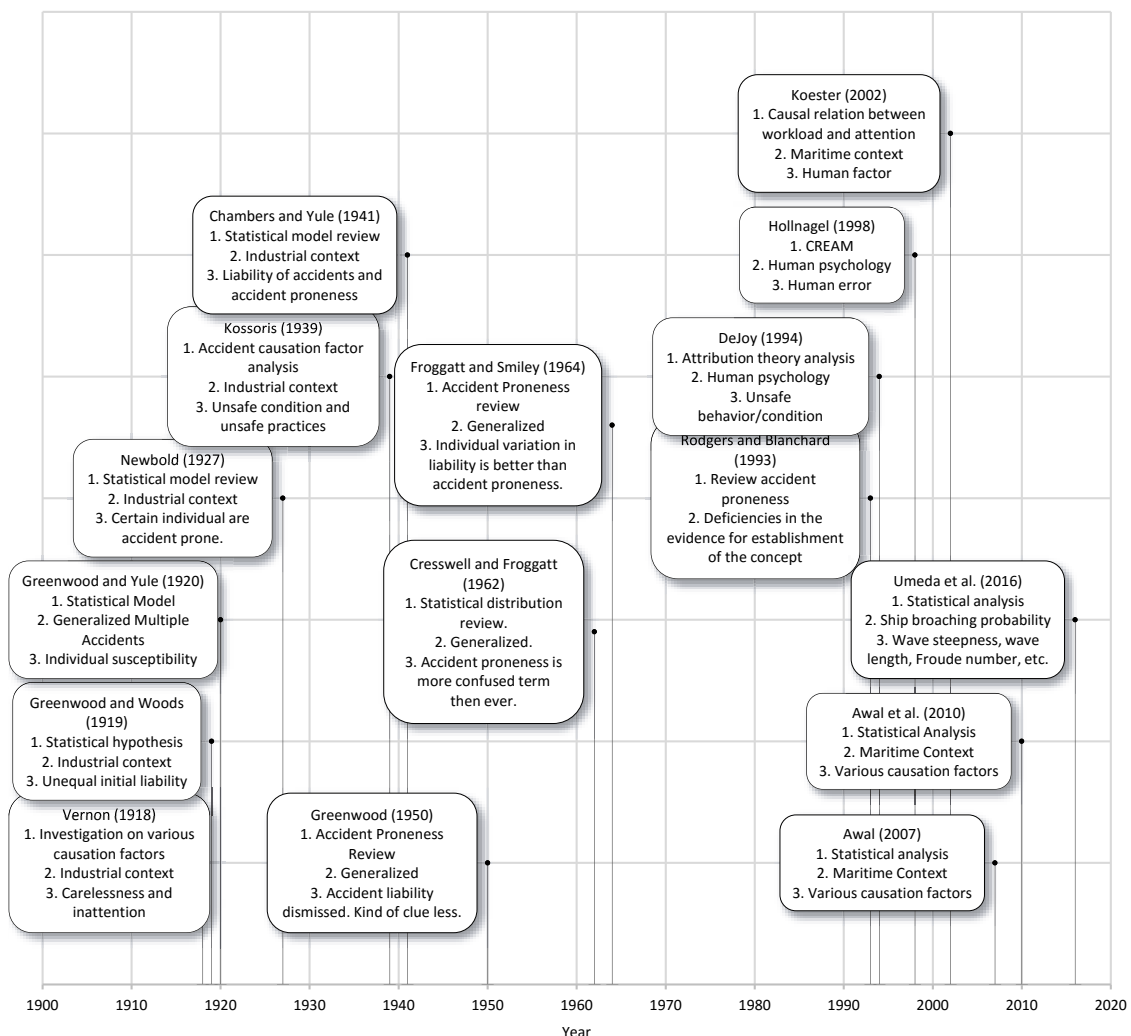 Koester (2002)
1. Causal relation between
workload and attention
2. Maritime context
3. Human factor
Chambers and Yule (1941)
1. Statistical model review
2. Industrial context
3. Liability of accidents and
accident proneness
Hollnagel (1998)
1. CREAM
2. Human psychology
3. Human error
Kossoris (1939)
1. Accident causation factor
analysis
2. Industrial context
3. Unsafe condition and
unsafe practices
Froggatt and Smiley (1964)
1. Accident Proneness
review
2. Generalized
3. Individual variation in
liability is better than
accident proneness.
DeJoy (1994)
1. Attribution theory analysis
2. Human psychology
3. Unsafe
behavior/condition
Newbold (1927)
1. Statistical model review
2. Industrial context
3. Certain individual are
accident prone.
Rodgers and Blanchard
(1993)
1. Review accident
proneness
2. Deficiencies in the
evidence for establishment
of the concept
Greenwood and Yule (1920)
1. Statistical Model
2. Generalized Multiple
Accidents
3. Individual susceptibility
Cresswell and Froggatt
(1962)
1. Statistical distribution
review.
2. Generalized.
3. Accident proneness is
more confused term
then ever.
Umeda et al. (2016)
1. Statistical analysis
2. Ship broaching probability
3. Wave steepness, wave
length, Froude number, etc.
Greenwood and Woods
(1919)
1. Statistical hypothesis
2. Industrial context
3. Unequal initial liability
Awal et al. (2010)
1. Statistical Analysis
2. Maritime Context
3. Various causation factors
Vernon (1918)
1. Investigation on various
causation factors
2. Industrial context
3. Carelessness and
inattention
Greenwood (1950)
1. Accident Proneness
Review
2. Generalized
3. Accident liability
dismissed. Kind of clue less.
Awal (2007)
1. Statistical analysis
2. Maritime Context
3. Various causation factors
1900 1910 1920 1930 1940 1950 1960 1970 1980 1990 2000 2010 2020
Year